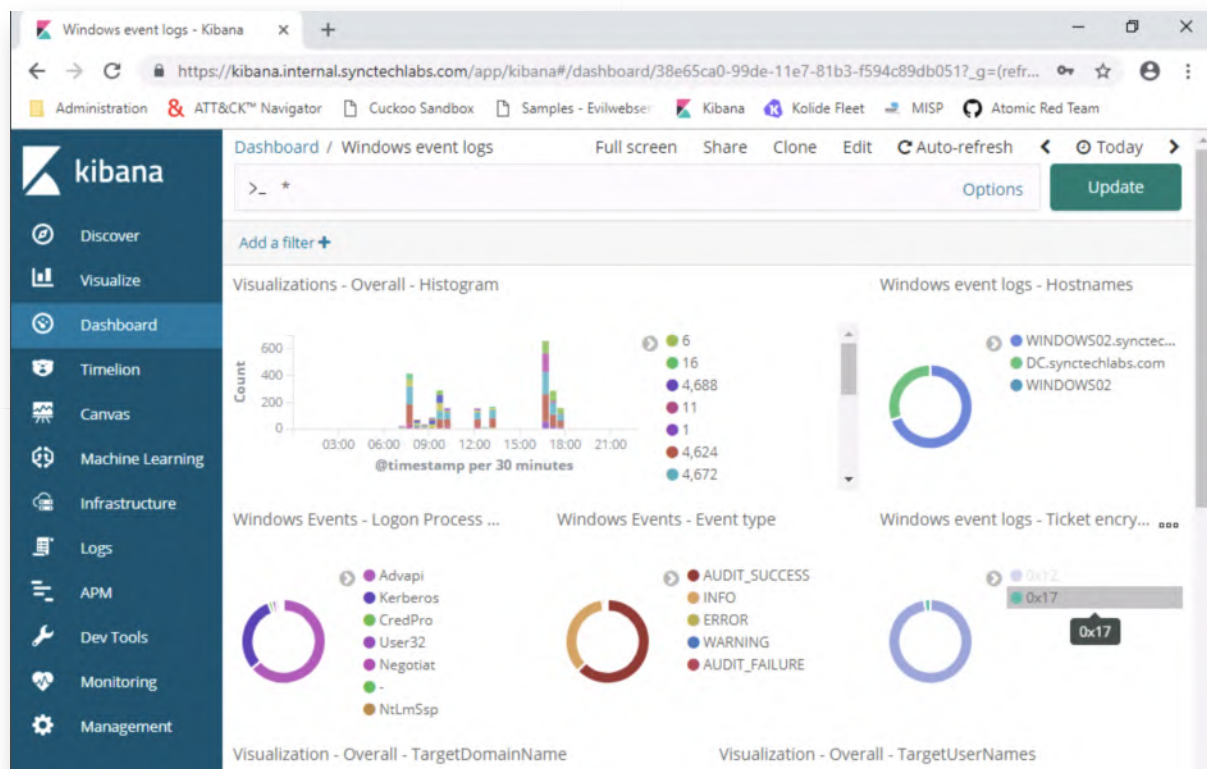 Windows event logs - Kibana
https://kibana.internal.synctechlabs.com/app/kibana#/dashboard/38e65ca0-99de-11e7-81b3-f594c89db051?_g=(refr...
Administration ATT&CK™ Navigator Cuckoo Sandbox Samples - Evilwebser Kibana Kolide Fleet MISP Atomic Red Team
kibana
Discover
Visualize
Dashboard
Timelion
Canvas
Machine Learning
Infrastructure
Logs
APM
Dev Tools
Monitoring
Management
Dashboard / Windows event logs Full screen Share Clone Edit Auto-refresh Today
>_ * Options Update
Add a filter +
Visualizations - Overall - Histogram
Count
600
400
200
0
03:00 06:00 09:00 12:00 15:00 18:00 21:00
@timestamp per 30 minutes
6
16
4,688
11
1
4,624
4,672
Windows event logs - Hostnames
WINDOWS02.synctec...
DC.synctechlabs.com
WINDOWS02
Windows Events - Logon Process ...
Advapi
Kerberos
CredPro
User32
Negotiat
-
NtLmSsp
Windows Events - Event type
AUDIT_SUCCESS
INFO
ERROR
WARNING
AUDIT_FAILURE
Windows event logs - Ticket encry...
0x12
0x17
0x17
Visualization - Overall - TargetDomainName
Visualization - Overall - TargetUserNames